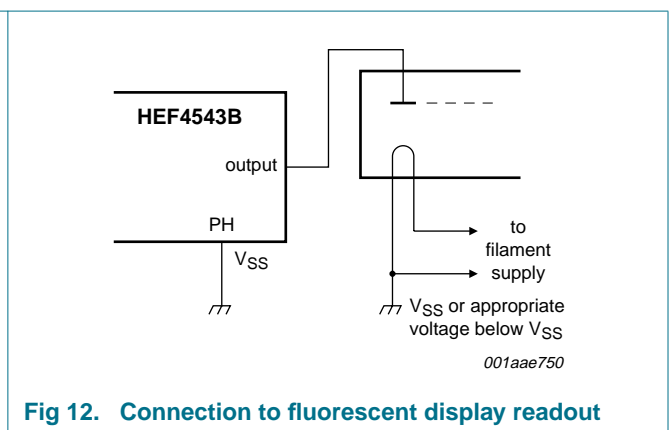 HEF4543B
output
PH
VSS
to
filament
supply
VSS or appropriate
voltage below VSS
001aae750
Fig 12. Connection to fluorescent display readout